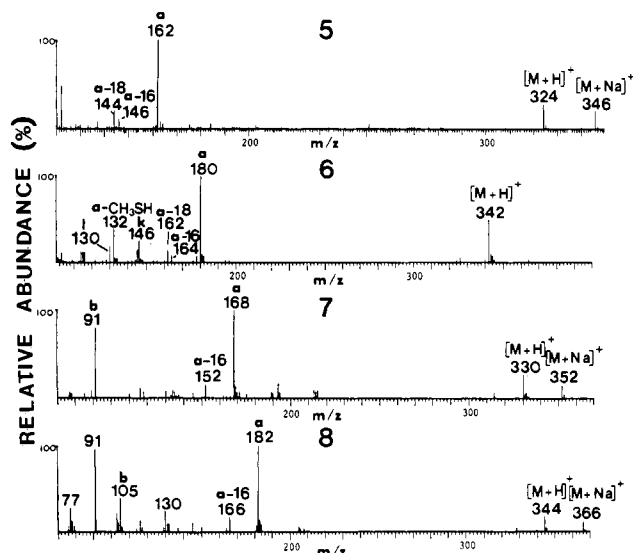 RELATIVE ABUNDANCE (%)
5
100
a
162
a-18
144
a-16
146
[M+H]+
324
[M+Na]+
346
200
m/z
300
6
100
a
180
a-CH3SH
132
k
146
a-18
162
a-16
164
130
[M+H]+
342
200
m/z
300
7
100
b
91
a
168
a-16
152
[M+H]+
330
[M+Na]+
352
200
m/z
300
8
100
91
a
182
b
105
77
130
a-16
166
[M+H]+
344
[M+Na]+
366
200
m/z
300